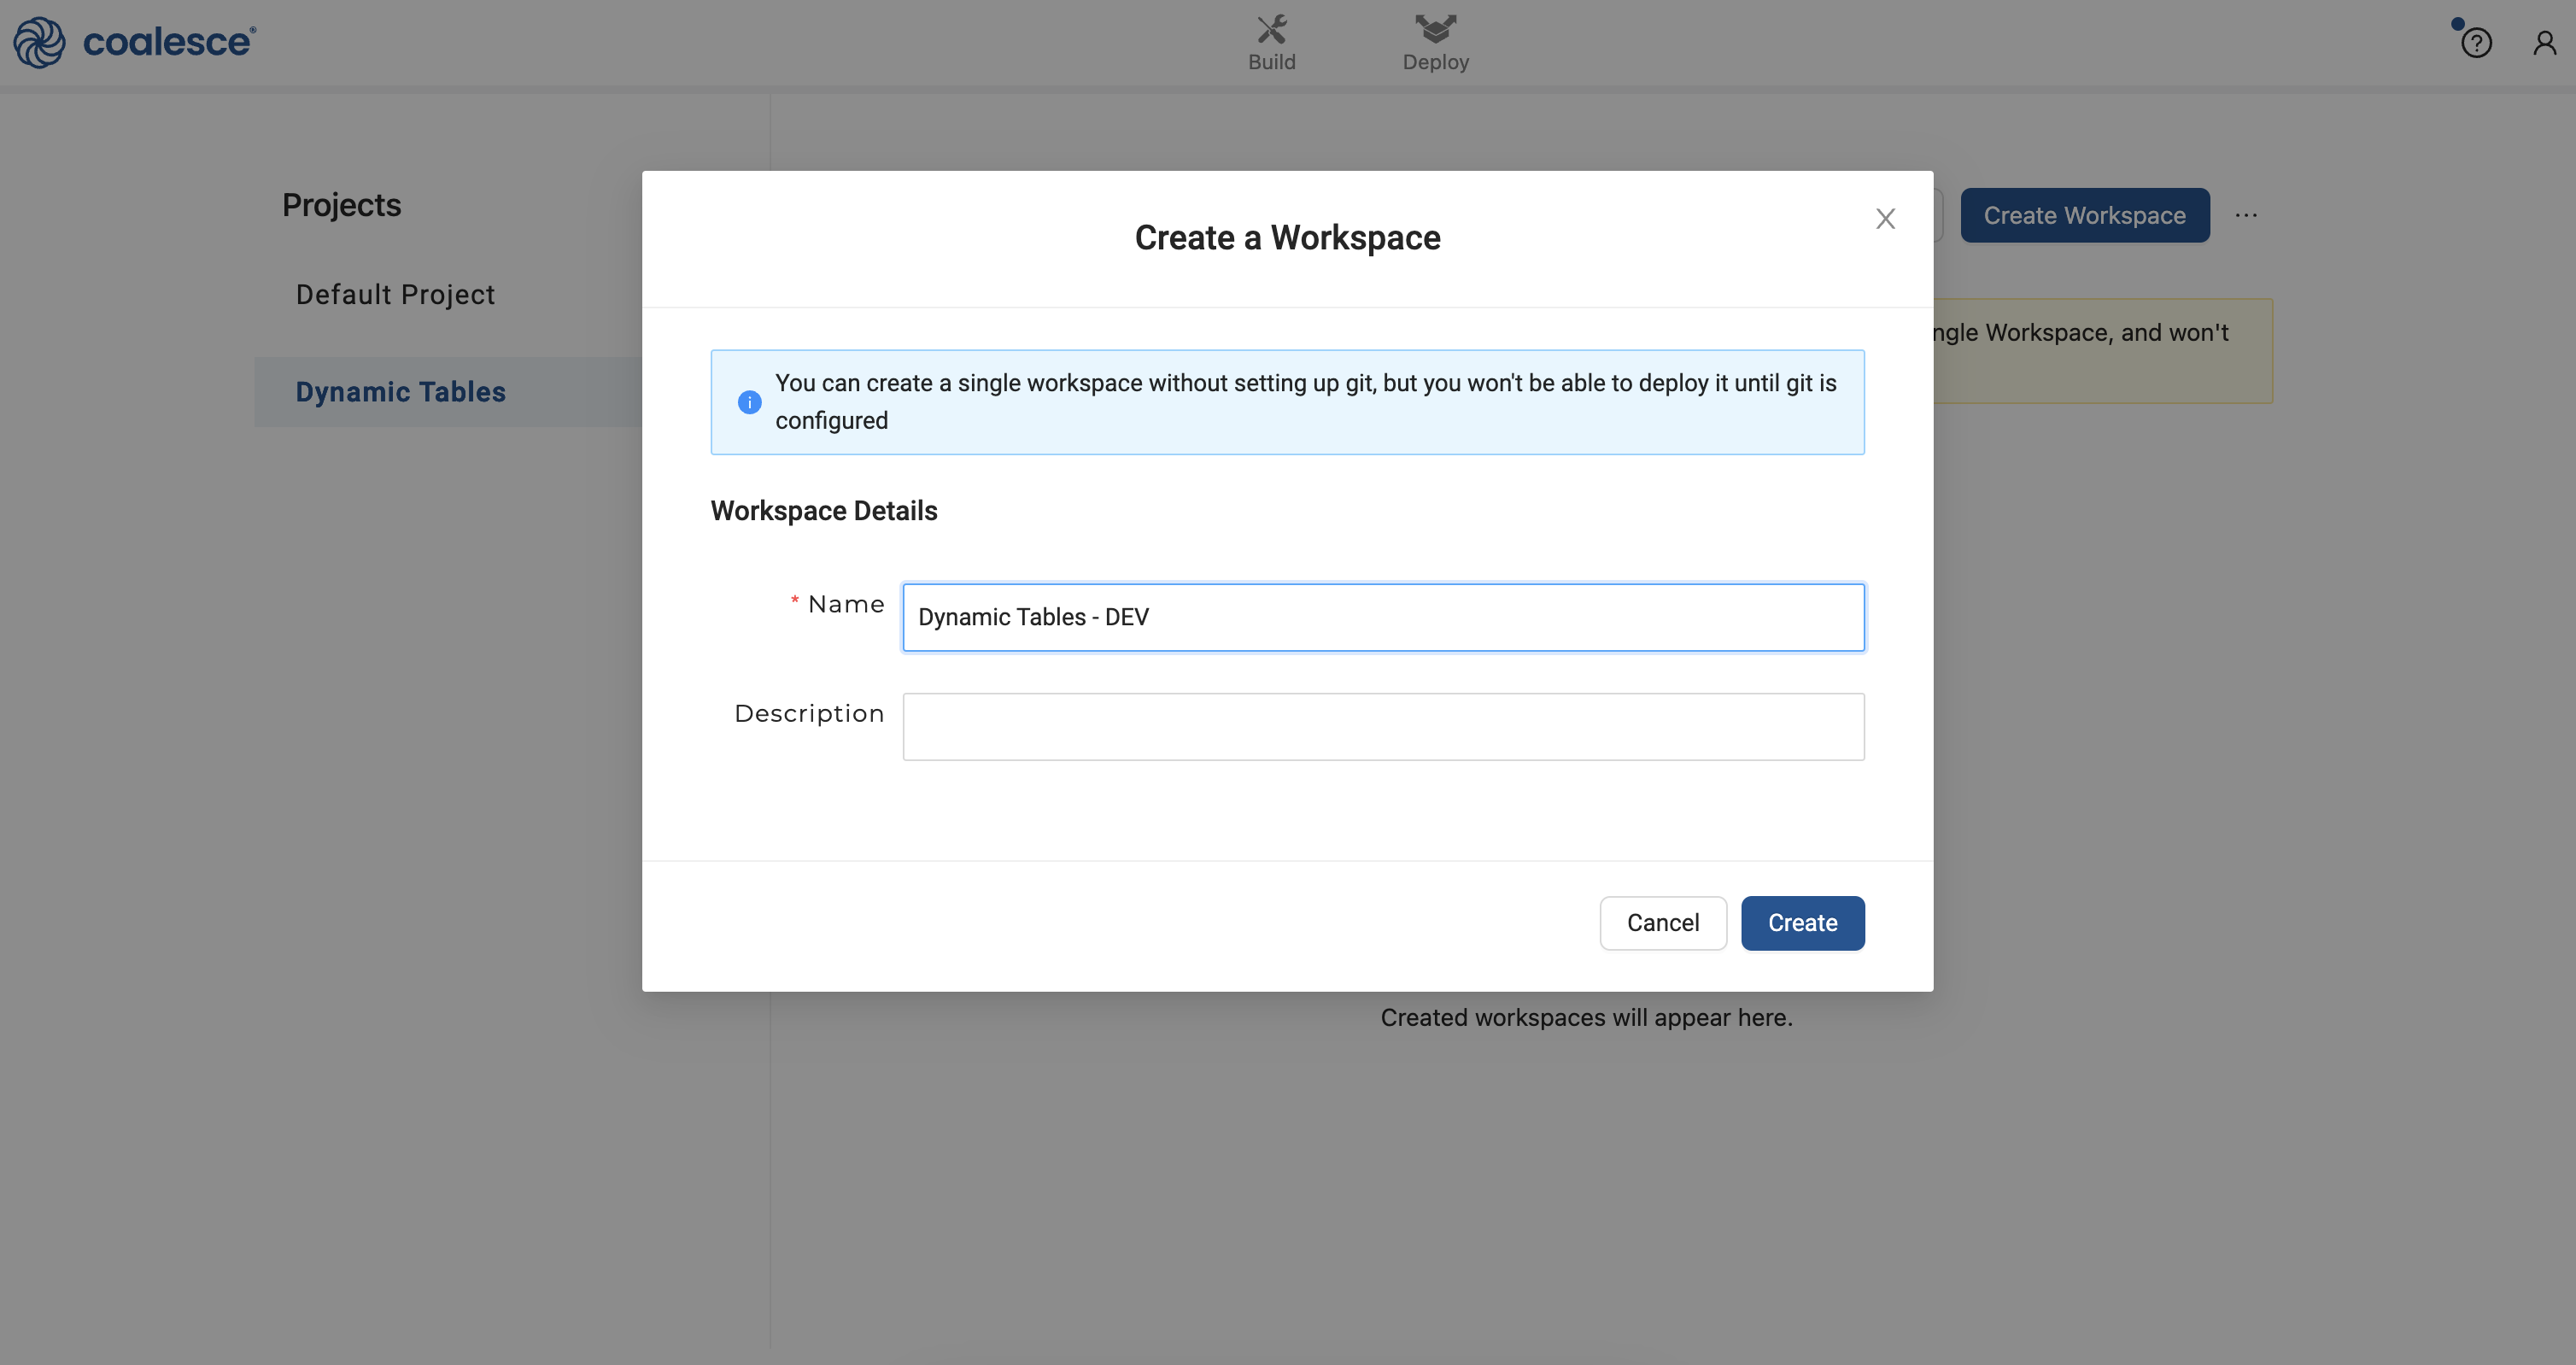 coalesce®
Build
Deploy
Projects
Default Project
Dynamic Tables
Create Workspace
ngle Workspace, and won't
Create a Workspace
You can create a single workspace without setting up git, but you won't be able to deploy it until git is
configured
Workspace Details
* Name
Dynamic Tables - DEV
Description
Cancel
Create
Created workspaces will appear here.